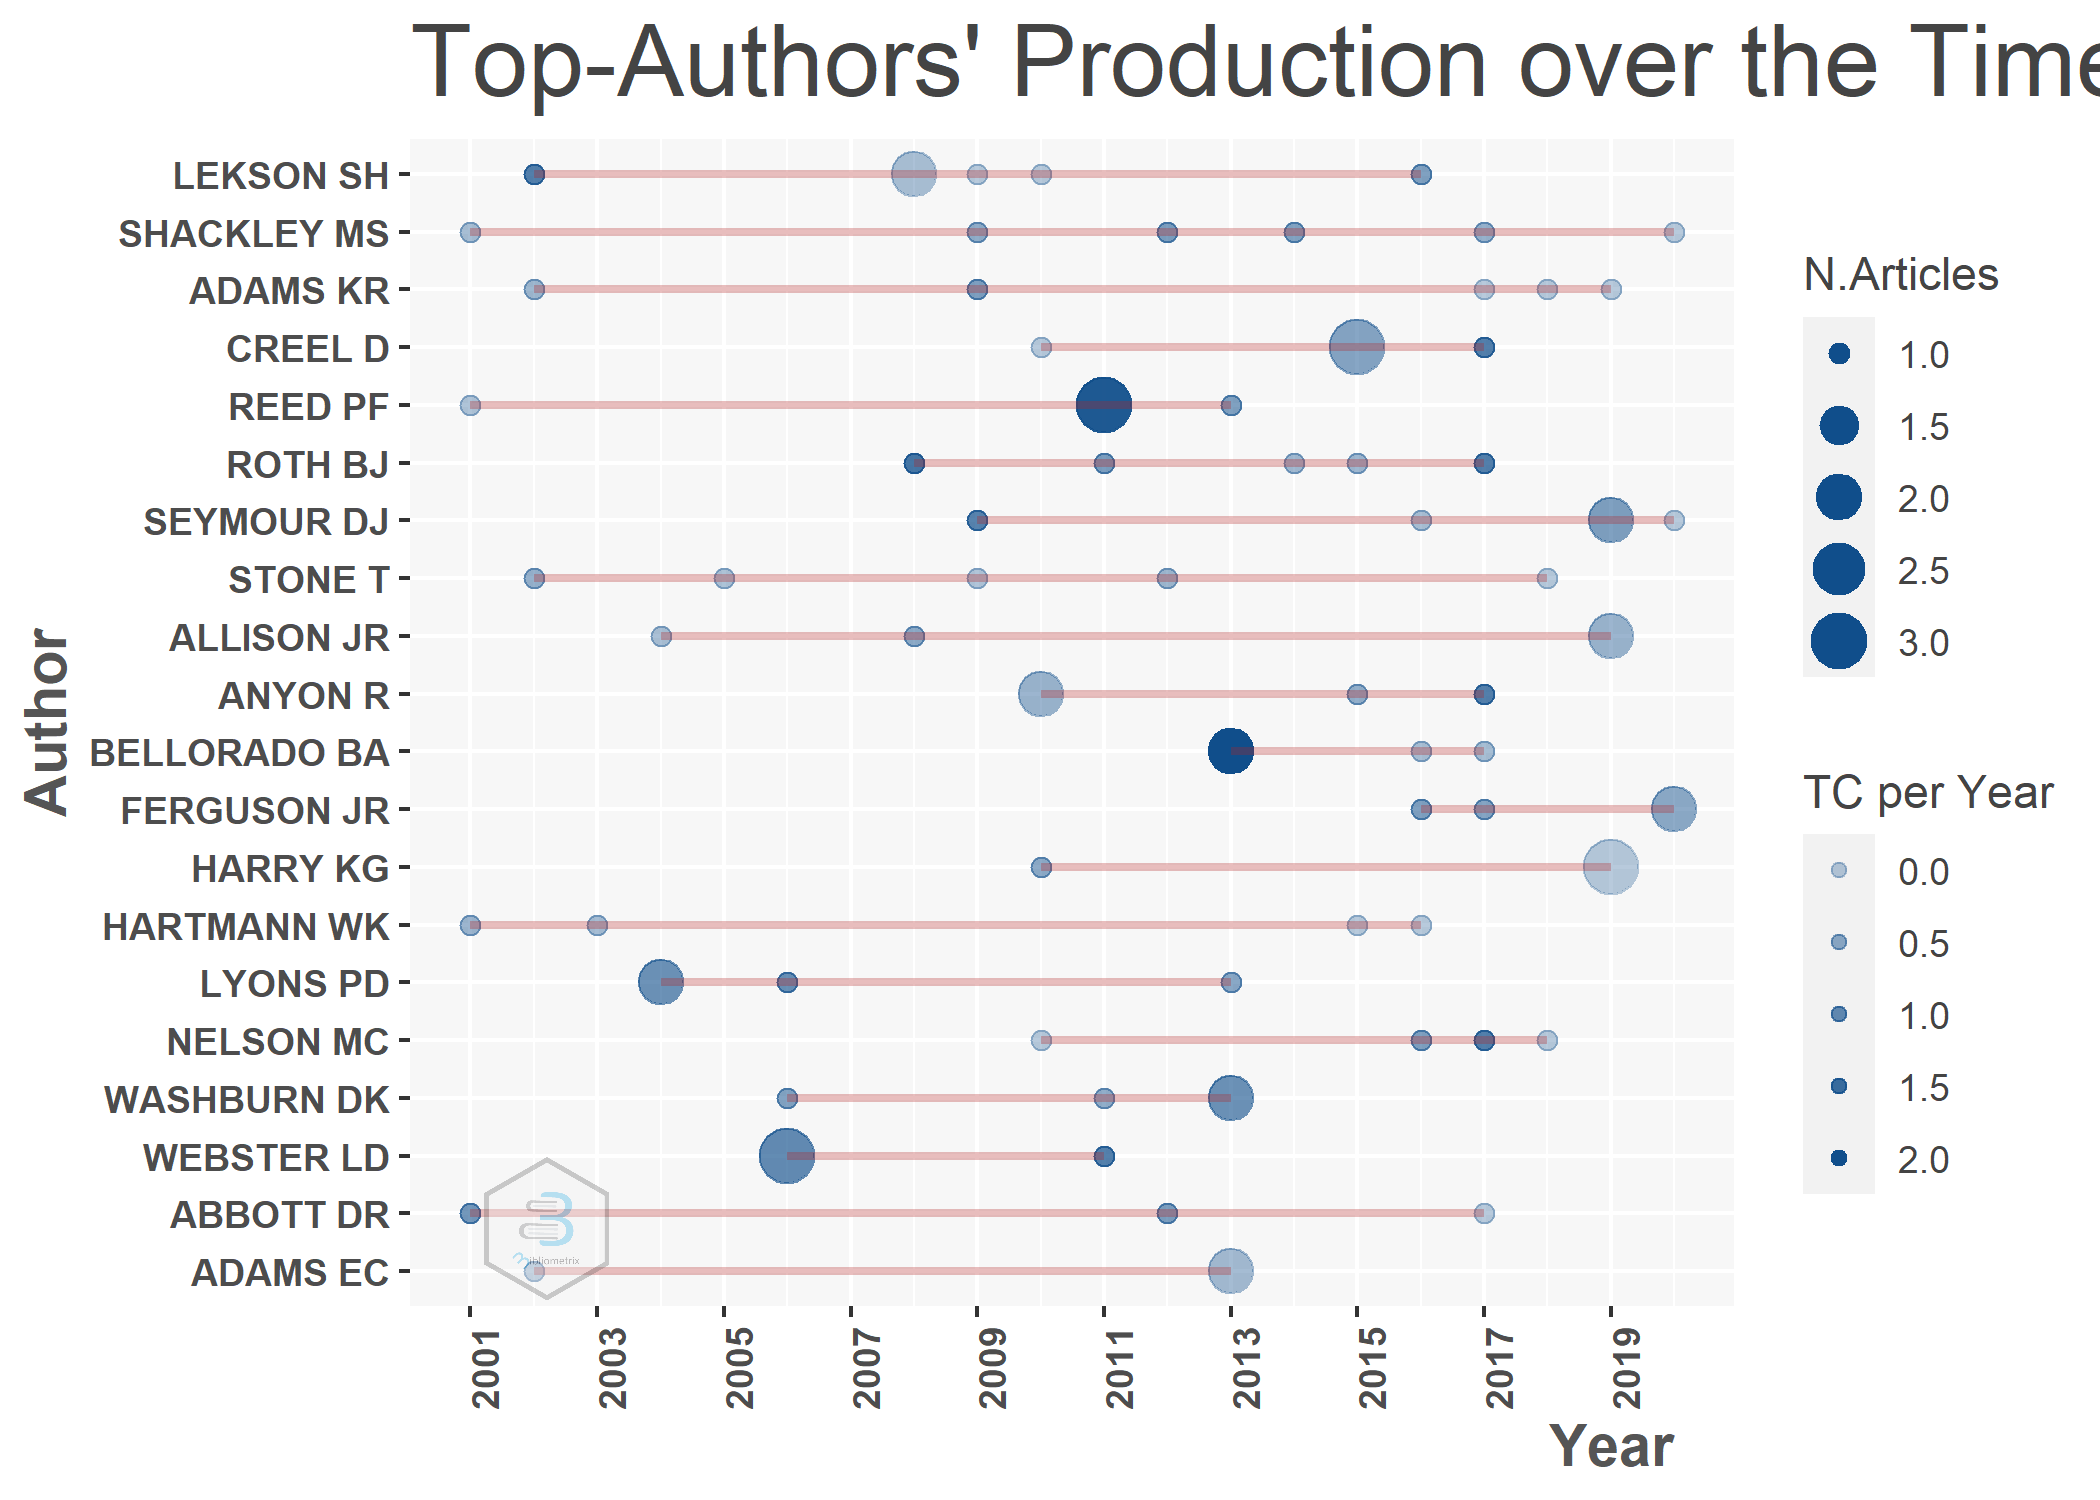 Top-Authors' Production over the Time
LEKSON SH
SHACKLEY MS
ADAMS KR
CREEL D
REED PF
ROTH BJ
SEYMOUR DJ
STONE T
ALLISON JR
ANYON R
BELLORADO BA
FERGUSON JR
HARRY KG
HARTMANN WK
LYONS PD
NELSON MC
WASHBURN DK
WEBSTER LD
ABBOTT DR
ADAMS EC
Author
2001
2003
2005
2007
2009
2011
2013
2015
2017
2019
Year
N.Articles
1.0
1.5
2.0
2.5
3.0
TC per Year
0.0
0.5
1.0
1.5
2.0
Bibliometrix